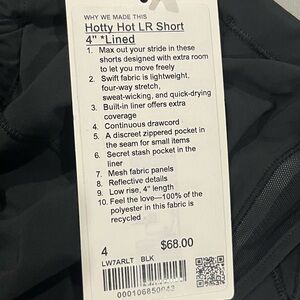 WHY WE MADE THIS
Hotty Hot LR Short
4" *Lined
1. Max out your stride in these
shorts designed with extra room
to let you move freely
2. Swift fabric is lightweight,
four-way stretch,
sweat-wicking, and quick-drying
3. Built-in liner offers extra
coverage
4. Continuous drawcord
5. A discreet zippered pocket in
the seam for small items
6. Secret stash pocket in the
liner
7. Mesh fabric panels
8. Reflective details
9. Low rise, 4" length
10. Feel the love—100% of the
polyester in this fabric is
recycled
4 $68.00
LW7ARLT BLK
000106850043